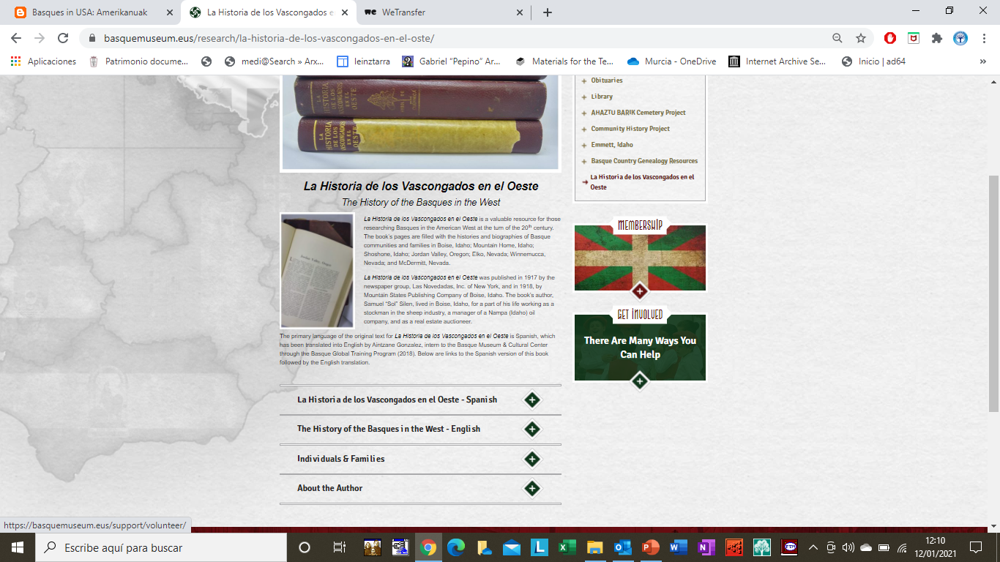 Basques in USA: Amerikanuak
La Historia de los Vascongados e
WeTransfer
basquemuseum.eus/research/la-historia-de-los-vascongados-en-el-oste/
Aplicaciones
Patrimonio docume...
medi@Search » Arx...
leinztarra
Gabriel "Pepino" Ar...
Materials for the Te...
Murcia - OneDrive
Internet Archive Se...
Inicio | ad64
»
LA
HISTORIA
DE LOS
VASCONGADOS
EN EL
OESTE
LA
HISTORIA
DE LOS
VASCONGADOS
EN EL
OESTE
La Historia de los Vascongados en el Oeste
The History of the Basques in the West
Jordan Valley, Oregon
La Historia de los Vascongados en el Oeste is a valuable resource for those
researching Basques in the American West at the turn of the 20th century.
The book's pages are filled with the histories and biographies of Basque
communities and families in Boise, Idaho; Mountain Home, Idaho;
Shoshone, Idaho; Jordan Valley, Oregon; Elko, Nevada; Winnemucca,
Nevada; and McDermitt, Nevada.
La Historia de los Vascongados en el Oeste was published in 1917 by the
newspaper group, Las Novedadas, Inc. of New York, and in 1918, by
Mountain States Publishing Company of Boise, Idaho. The book's author,
Samuel "Sol" Silen, lived in Boise, Idaho, for a part of his life working as a
stockman in the sheep industry, a manager of a Nampa (Idaho) oil
company, and as a real estate auctioneer.
The primary language of the original text for La Historia de los Vascongados en el Oeste is Spanish, which
has been translated into English by Aintzane Gonzalez, intern to the Basque Museum & Cultural Center
through the Basque Global Training Program (2018). Below are links to the Spanish version of this book
followed by the English translation.
La Historia de los Vascongados en el Oeste - Spanish
The History of the Basques in the West - English
Individuals & Families
About the Author
Obituaries
Library
AHAZTU BARIK Cemetery Project
Community History Project
Emmett, Idaho
Basque Country Genealogy Resources
La Historia de los Vascongados en el
Oeste
MEMBERSHIP
GET INVOLVED
There Are Many Ways You
Can Help
https://basquemuseum.eus/support/volunteer/
Escribe aquí para buscar
12:10
12/01/2021